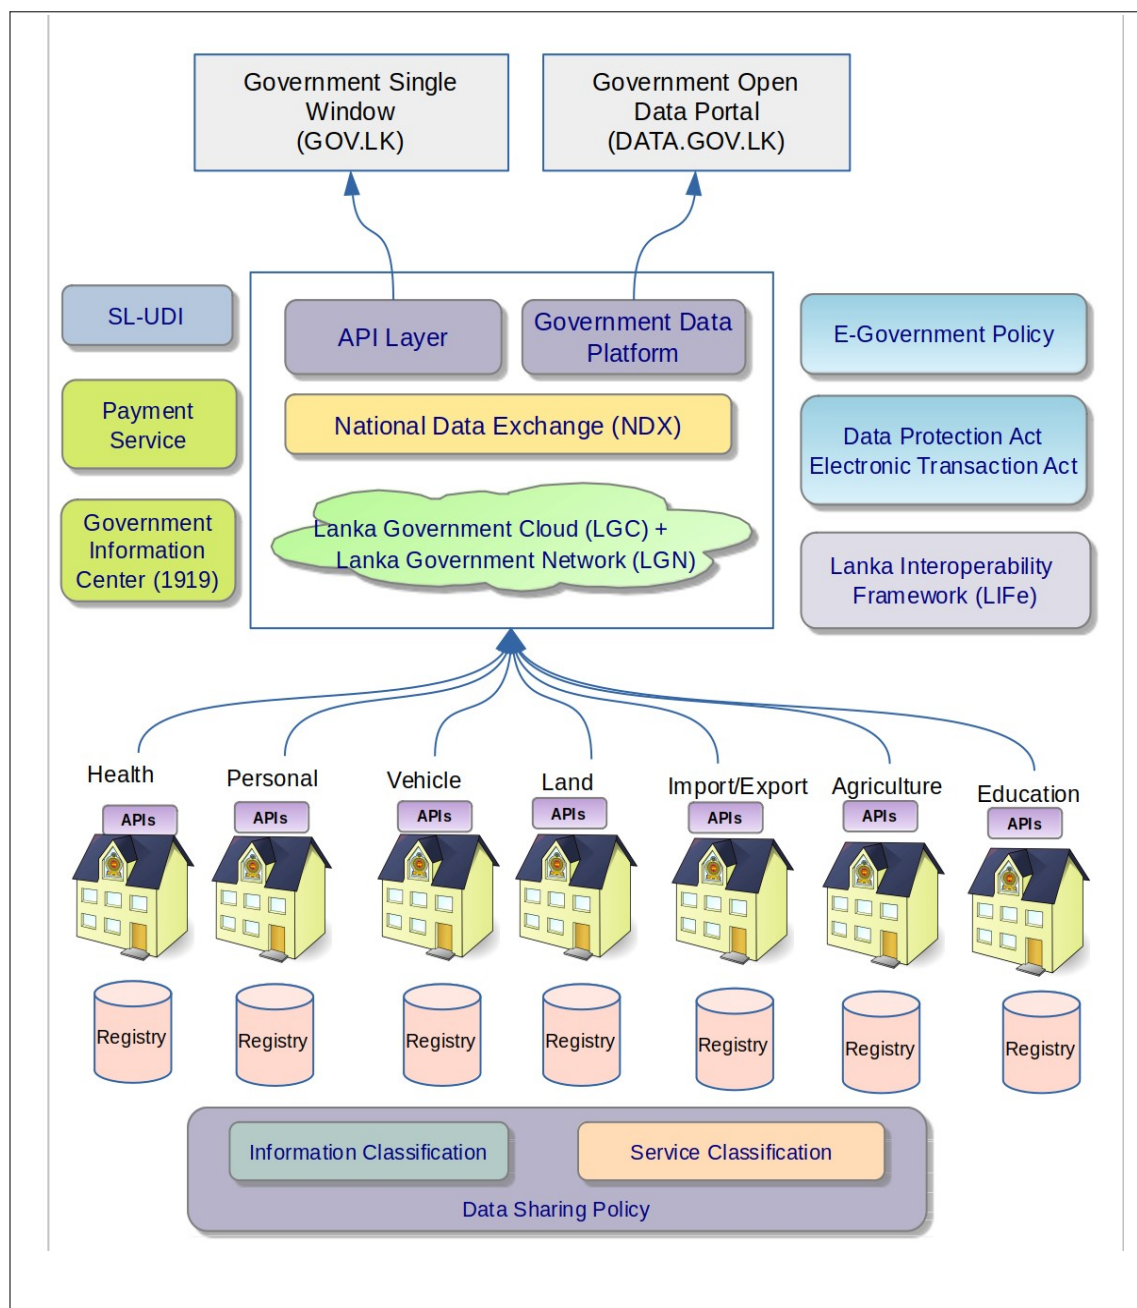 Government Single
Window
(GOV.LK)
Government Open
Data Portal
(DATA.GOV.LK)
SL-UDI
Payment
Service
Government
Information
Center (1919)
API Layer
Government Data
Platform
National Data Exchange (NDX)
Lanka Government Cloud (LGC) +
Lanka Government Network (LGN)
E-Government Policy
Data Protection Act
Electronic Transaction Act
Lanka Interoperability
Framework (LIFe)
Health
Personal
Vehicle
Land
Import/Export
Agriculture
Education
APIs
APIs
APIs
APIs
APIs
APIs
APIs
Registry
Registry
Registry
Registry
Registry
Registry
Registry
Information Classification
Service Classification
Data Sharing Policy